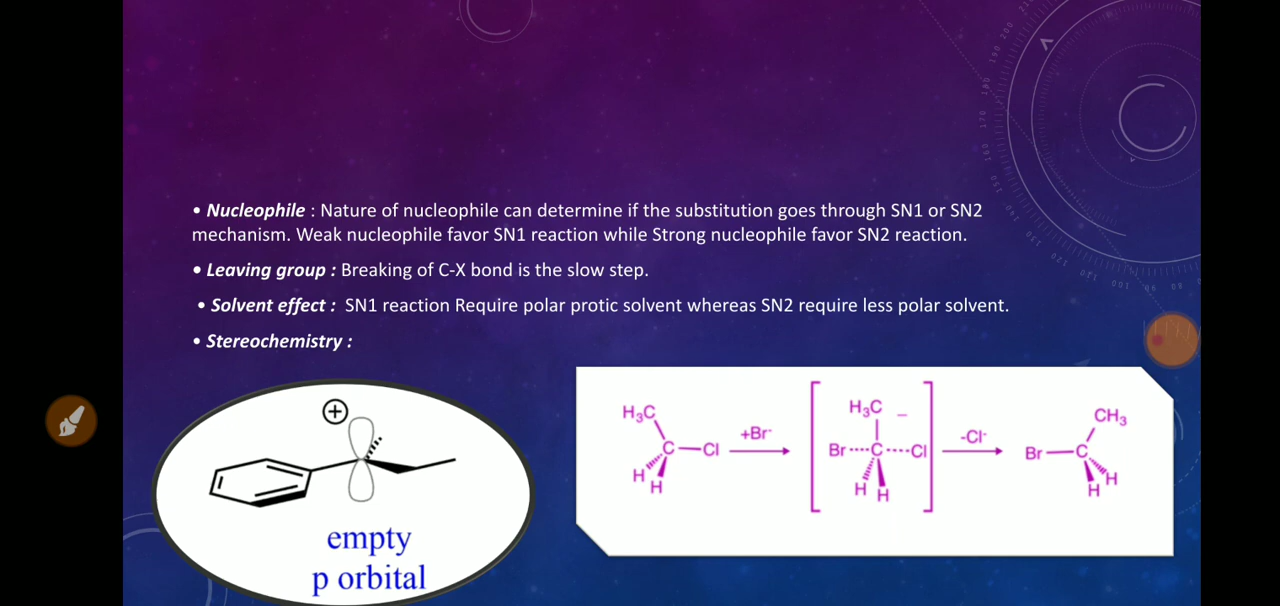 • Nucleophile : Nature of nucleophile can determine if the substitution goes through SN1 or SN2
mechanism. Weak nucleophile favor SN1 reaction while Strong nucleophile favor SN2 reaction.
• Leaving group : Breaking of C-X bond is the slow step.
• Solvent effect : SN1 reaction Require polar protic solvent whereas SN2 require less polar solvent.
• Stereochemistry :
+
empty
p orbital
H₃C
C Cl
H
H
+Br⁻
H₃C –
Br C Cl
H H
-Cl⁻
CH₃
Br C
H
H